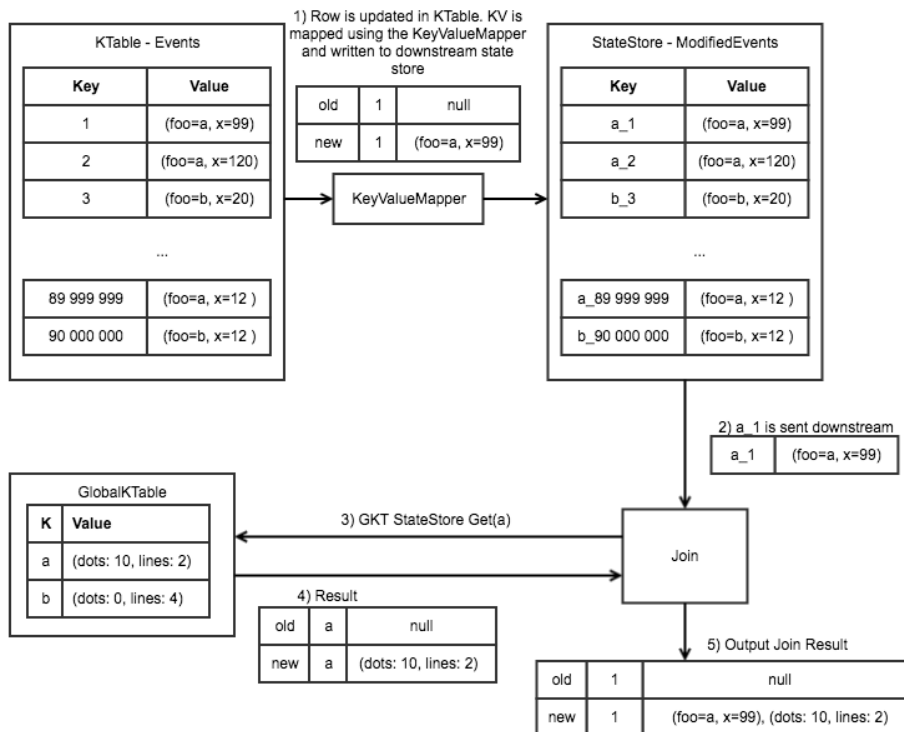 1) Row is updated in KTable. KV is
mapped using the KeyValueMapper
and written to downstream state
store
KTable - Events
Key Value
1 (foo=a, x=99)
2 (foo=a, x=120)
3 (foo=b, x=20)
...
89 999 999 (foo=a, x=12 )
90 000 000 (foo=b, x=12 )
old 1 null
new 1 (foo=a, x=99)
KeyValueMapper
StateStore - ModifiedEvents
Key Value
a_1 (foo=a, x=99)
a_2 (foo=a, x=120)
b_3 (foo=b, x=20)
...
a_89 999 999 (foo=a, x=12 )
b_90 000 000 (foo=b, x=12 )
2) a_1 is sent downstream
a_1 (foo=a, x=99)
GlobalKTable
K Value
a (dots: 10, lines: 2)
b (dots: 0, lines: 4)
3) GKT StateStore Get(a)
Join
4) Result
old a null
new a (dots: 10, lines: 2)
5) Output Join Result
old 1 null
new 1 (foo=a, x=99), (dots: 10, lines: 2)